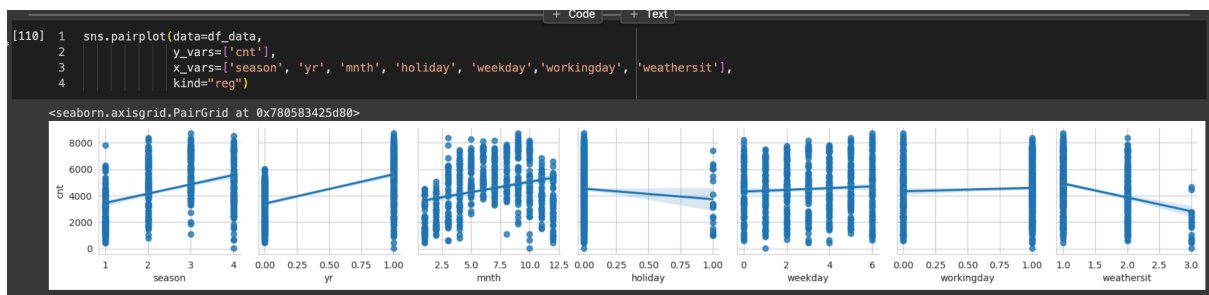 + Code + Text
[110] 1 sns.pairplot(data=df_data,
2 y_vars=['cnt'],
3 x_vars=['season', 'yr', 'mnth', 'holiday', 'weekday','workingday', 'weathersit'],
4 kind="reg")
<seaborn.axisgrid.PairGrid at 0x780583425d80>
8000
6000
4000
2000
0
cnt
1 2 3 4
season
0.00 0.25 0.50 0.75 1.00
yr
2.5 5.0 7.5 10.0 12.5
mnth
0.00 0.25 0.50 0.75 1.00
holiday
0 2 4 6
weekday
0.00 0.25 0.50 0.75 1.00
workingday
1.0 1.5 2.0 2.5 3.0
weathersit